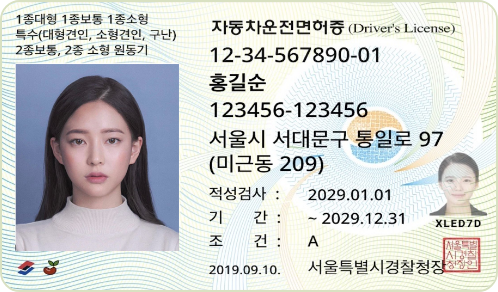 1종대형 1종보통 1종소형
특수(대형견인, 소형견인, 구난)
2종보통, 2종 소형 원동기
자동차운전면허증 (Driver's License)
12-34-567890-01
홍길순
123456-123456
서울시 서대문구 통일로 97
(미근동 209)
적성검사 : 2029.01.01
기 간 : ~ 2029.12.31
조 건 : A
XLED7D
2019.09.10. 서울특별시경찰청장
서울특별
시경찰
청장인